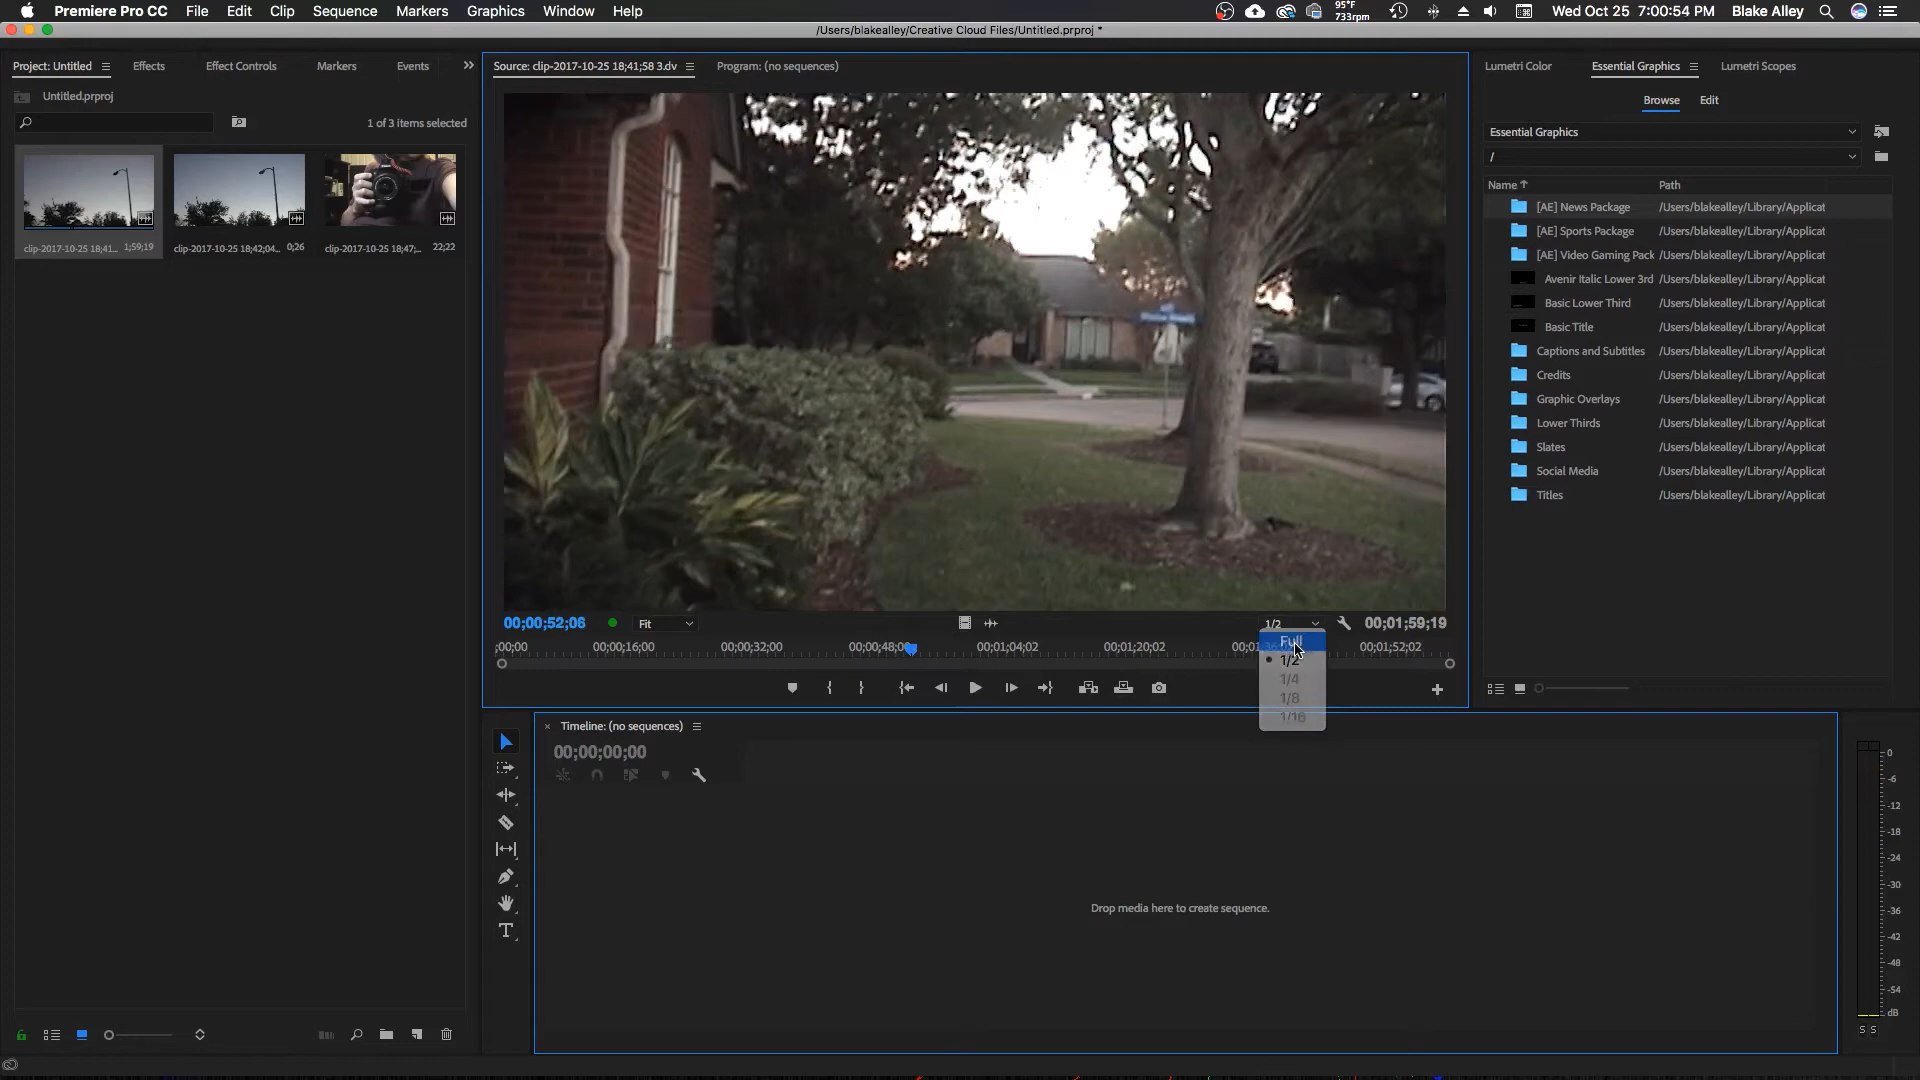 Premiere Pro CC File Edit Clip Sequence Markers Graphics Window Help
95°F
733rpm
Wed Oct 25 7:00:54 PM Blake Alley
/Users/blakealley/Creative Cloud Files/Untitled.prproj *
Project: Untitled Effects Effect Controls Markers Events
Untitled.prproj
1 of 3 items selected
clip-2017-10-25 18;41... 1;59;19
clip-2017-10-25 18;42;04... 0;26
clip-2017-10-25 18;47;... 22;22
Source: clip-2017-10-25 18;41;58 3.dv Program: (no sequences)
00;00;52;06 Fit 1/2 00;01;59;19
;00;00 00;00;16;00 00;00;32;00 00;00;48;00 00;01;04;02 00;01;20;02 00;01;36;02 00;01;52;02
Full
1/2
1/4
1/8
1/16
Lumetri Color Essential Graphics Lumetri Scopes
Browse Edit
Essential Graphics
/
Name Path
[AE] News Package /Users/blakealley/Library/Applicat
[AE] Sports Package /Users/blakealley/Library/Applicat
[AE] Video Gaming Pack /Users/blakealley/Library/Applicat
Avenir Italic Lower 3rd /Users/blakealley/Library/Applicat
Basic Lower Third /Users/blakealley/Library/Applicat
Basic Title /Users/blakealley/Library/Applicat
Captions and Subtitles /Users/blakealley/Library/Applicat
Credits /Users/blakealley/Library/Applicat
Graphic Overlays /Users/blakealley/Library/Applicat
Lower Thirds /Users/blakealley/Library/Applicat
Slates /Users/blakealley/Library/Applicat
Social Media /Users/blakealley/Library/Applicat
Titles /Users/blakealley/Library/Applicat
Timeline: (no sequences)
00;00;00;00
Drop media here to create sequence.
0
-6
-12
-18
-24
-30
-36
-42
-48
-54
dB
S S